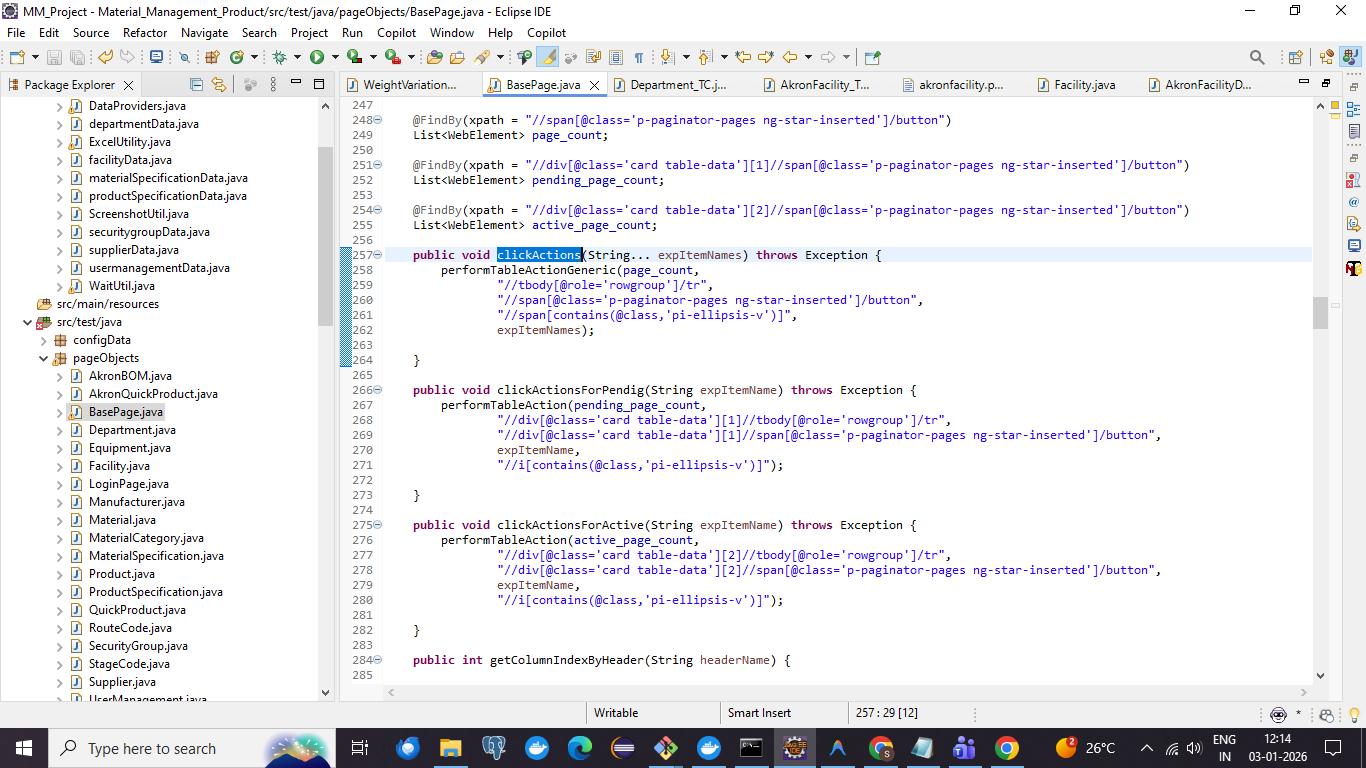 MM_Project - Material_Management_Product/src/test/java/pageObjects/BasePage.java - Eclipse IDE
File Edit Source Refactor Navigate Search Project Run Copilot Window Help Copilot
Package Explorer
WeightVariation...
BasePage.java
Department_TC.j...
AkronFacility_T...
akronfacility.p...
Facility.java
AkronFacilityD...
DataProviders.java
departmentData.java
ExcelUtility.java
facilityData.java
materialSpecificationData.java
productSpecificationData.java
ScreenshotUtil.java
securitygroupData.java
supplierData.java
usermanagementData.java
WaitUtil.java
src/main/resources
src/test/java
configData
pageObjects
AkronBOM.java
AkronQuickProduct.java
BasePage.java
Department.java
Equipment.java
Facility.java
LoginPage.java
Manufacturer.java
Material.java
MaterialCategory.java
MaterialSpecification.java
Product.java
ProductSpecification.java
QuickProduct.java
RouteCode.java
SecurityGroup.java
StageCode.java
Supplier.java
UserManagement.java
247
248 @FindBy(xpath = "//span[@class='p-paginator-pages ng-star-inserted']/button")
249 List<WebElement> page_count;
250
251 @FindBy(xpath = "//div[@class='card table-data'][1]//span[@class='p-paginator-pages ng-star-inserted']/button")
252 List<WebElement> pending_page_count;
253
254 @FindBy(xpath = "//div[@class='card table-data'][2]//span[@class='p-paginator-pages ng-star-inserted']/button")
255 List<WebElement> active_page_count;
256
257 public void clickActions(String... expItemNames) throws Exception {
258 performTableActionGeneric(page_count,
259 "//tbody[@role='rowgroup']/tr",
260 "//span[@class='p-paginator-pages ng-star-inserted']/button",
261 "//span[contains(@class,'pi-ellipsis-v')]",
262 expItemNames);
263
264 }
265
266 public void clickActionsForPendig(String expItemName) throws Exception {
267 performTableAction(pending_page_count,
268 "//div[@class='card table-data'][1]//tbody[@role='rowgroup']/tr",
269 "//div[@class='card table-data'][1]//span[@class='p-paginator-pages ng-star-inserted']/button",
270 expItemName,
271 "//i[contains(@class,'pi-ellipsis-v')]");
272
273 }
274
275 public void clickActionsForActive(String expItemName) throws Exception {
276 performTableAction(active_page_count,
277 "//div[@class='card table-data'][2]//tbody[@role='rowgroup']/tr",
278 "//div[@class='card table-data'][2]//span[@class='p-paginator-pages ng-star-inserted']/button",
279 expItemName,
280 "//i[contains(@class,'pi-ellipsis-v')]");
281
282 }
283
284 public int getColumnIndexByHeader(String headerName) {
285
Writable
Smart Insert
257 : 29 [12]
Type here to search
2
26°C
ENG
IN
12:14
03-01-2026